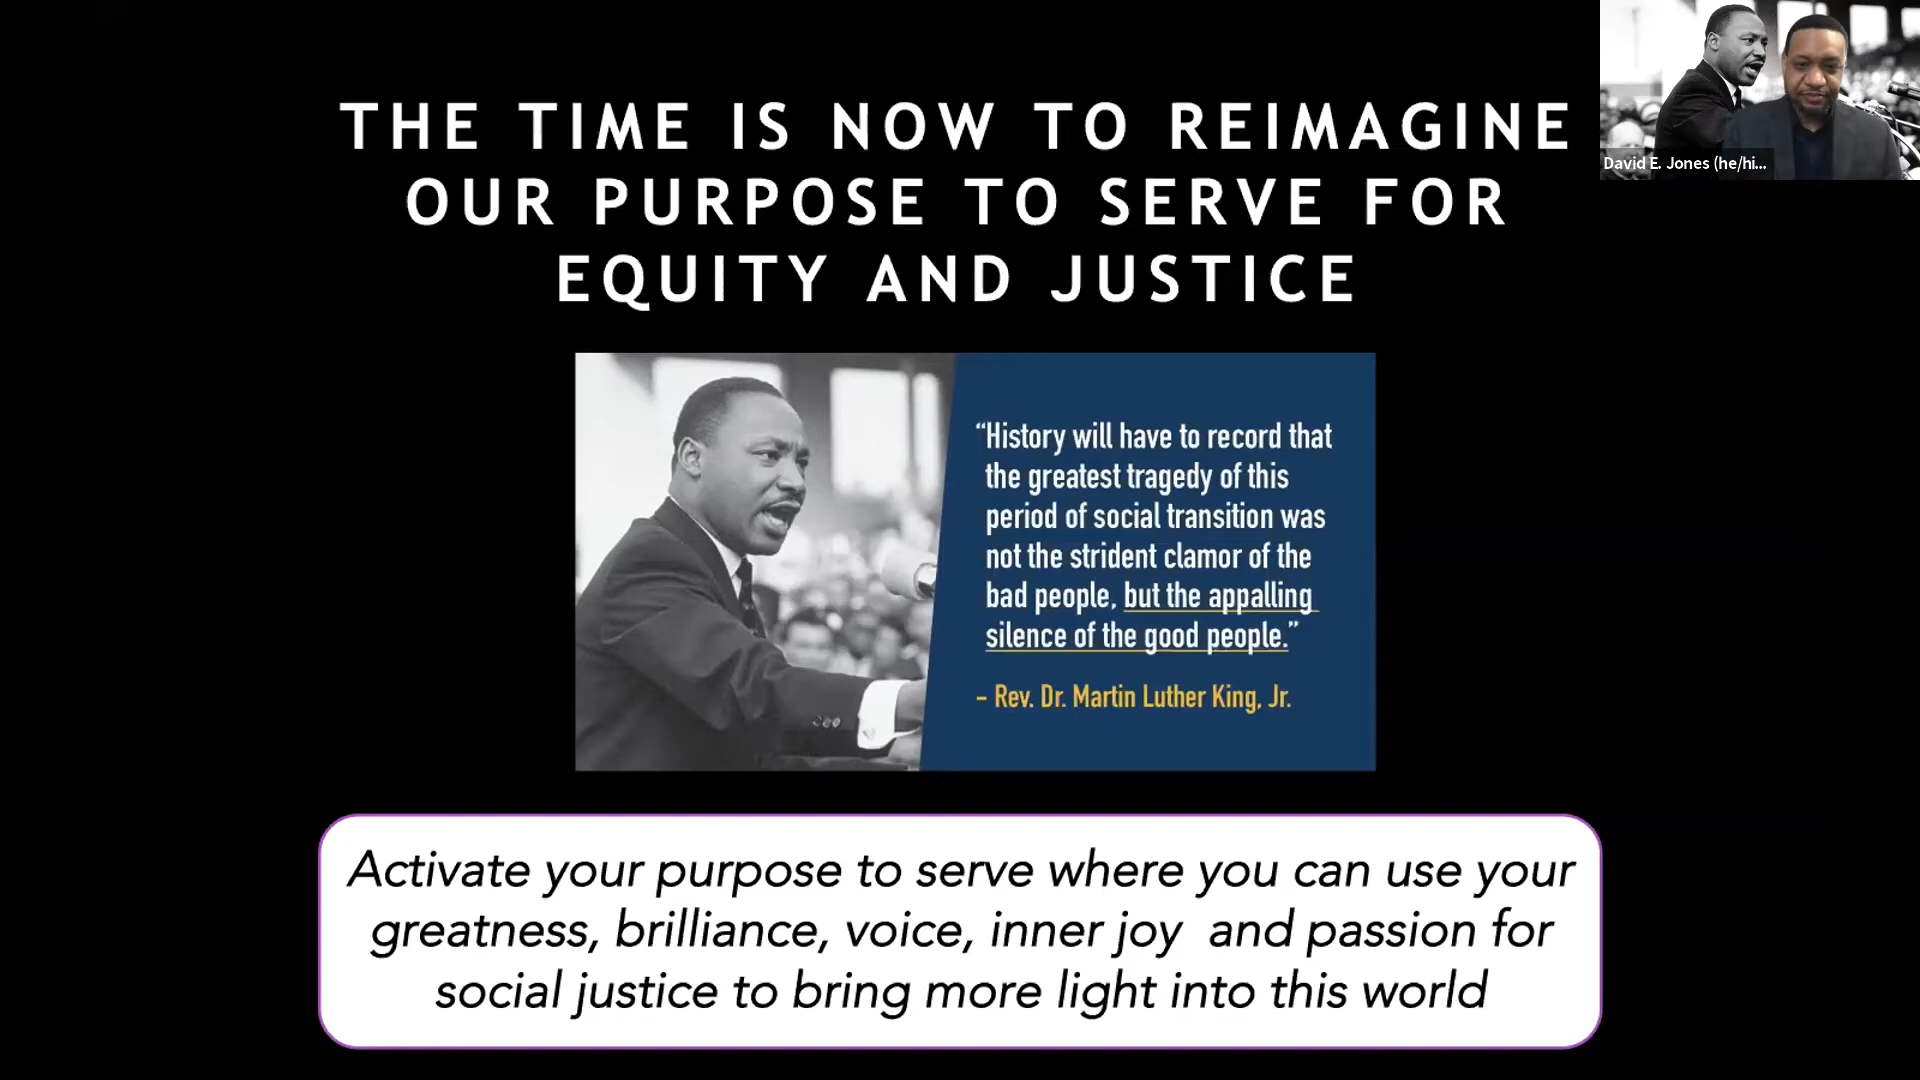 THE TIME IS NOW TO REIMAGINE
OUR PURPOSE TO SERVE FOR
EQUITY AND JUSTICE
David E. Jones (he/hi...
“History will have to record that
the greatest tragedy of this
period of social transition was
not the strident clamor of the
bad people, but the appalling
silence of the good people.”
– Rev. Dr. Martin Luther King, Jr.
Activate your purpose to serve where you can use your
greatness, brilliance, voice, inner joy and passion for
social justice to bring more light into this world